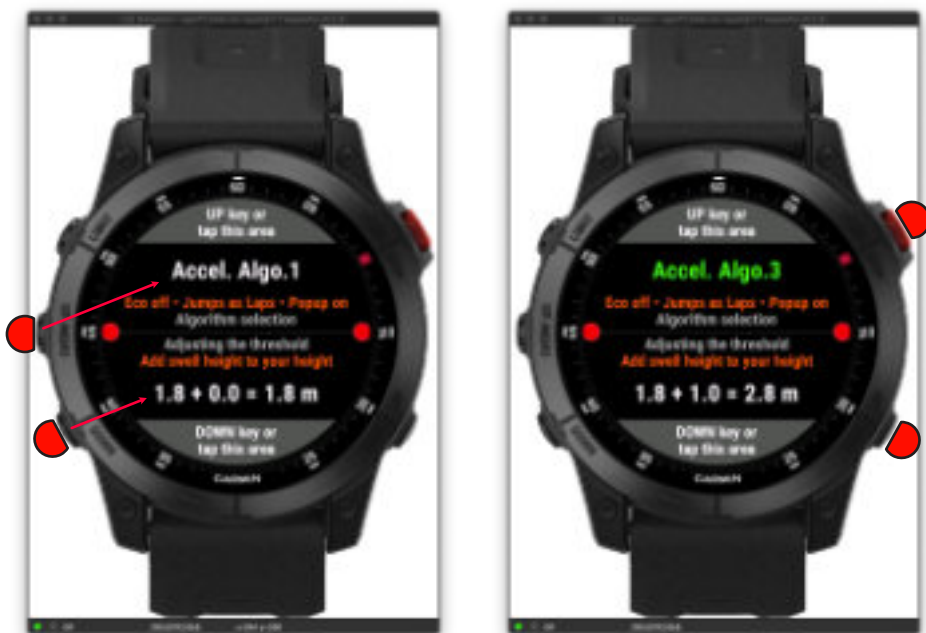 UP key or
tap this area
Accel. Algo.1
Eco off - Jumps as Laps - Popup on
Algorithm selection
Adjusting the threshold
Add swell height to your height
1.8 + 0.0 = 1.8 m
DOWN key or
tap this area
GARMIN
UP key or
tap this area
Accel. Algo.3
Eco off - Jumps as Laps - Popup on
Algorithm selection
Adjusting the threshold
Add swell height to your height
1.8 + 1.0 = 2.8 m
DOWN key or
tap this area
GARMIN